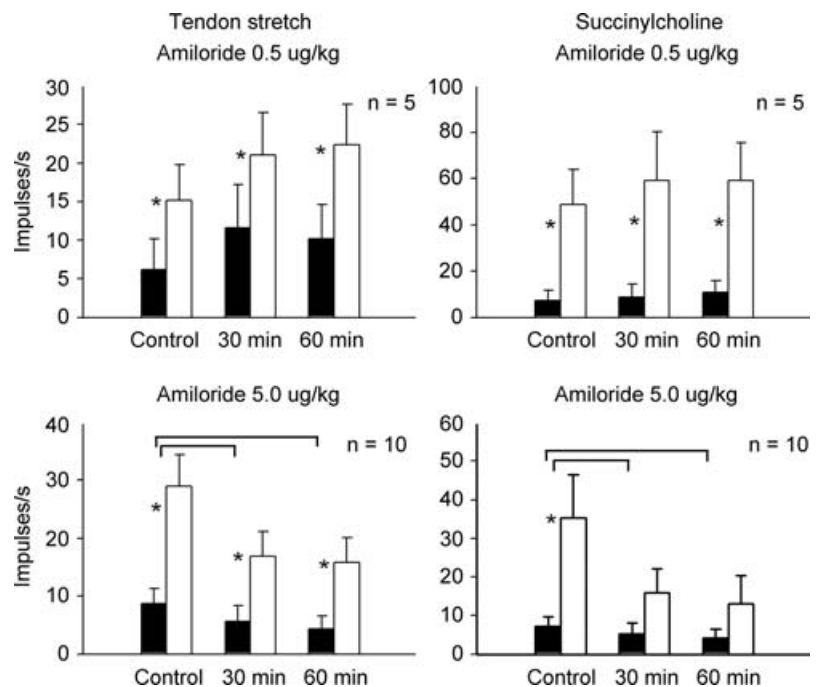 Tendon stretch
Amiloride 0.5 ug/kg
Impulses/s
30
25
20
15
10
5
0
n = 5
*
*
*
Control 30 min 60 min
Succinylcholine
Amiloride 0.5 ug/kg
100
80
60
40
20
0
n = 5
*
*
*
Control 30 min 60 min
Amiloride 5.0 ug/kg
Impulses/s
40
30
20
10
0
n = 10
*
*
*
Control 30 min 60 min
Amiloride 5.0 ug/kg
60
50
40
30
20
10
0
n = 10
*
Control 30 min 60 min